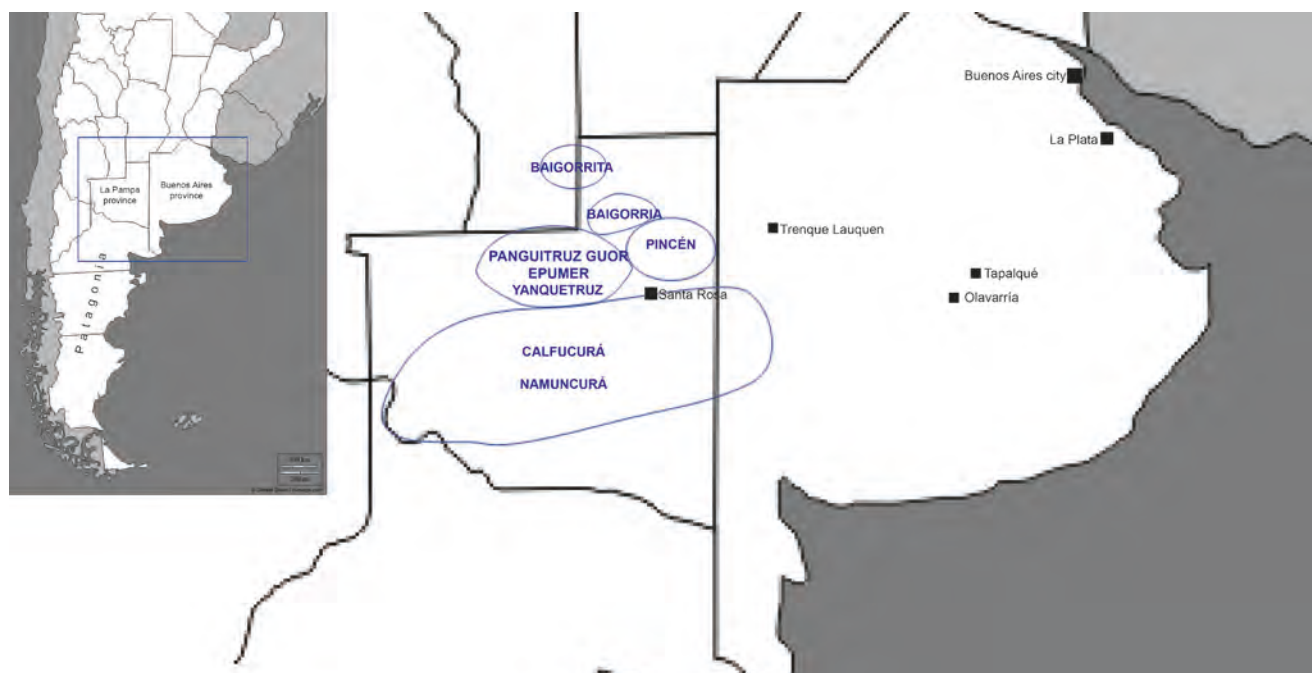 La Pampa
province
Buenos Aires
province
Patagonia
Buenos Aires city
La Plata
BAIGORRITA
BAIGORRIA
PINCÉN
Trenque Lauquen
PANGUITRUZ GUOR
EPUMER
YANQUETRUZ
Santa Rosa
Tapalqué
Olavarría
CALFUCURÁ
NAMUNCURÁ